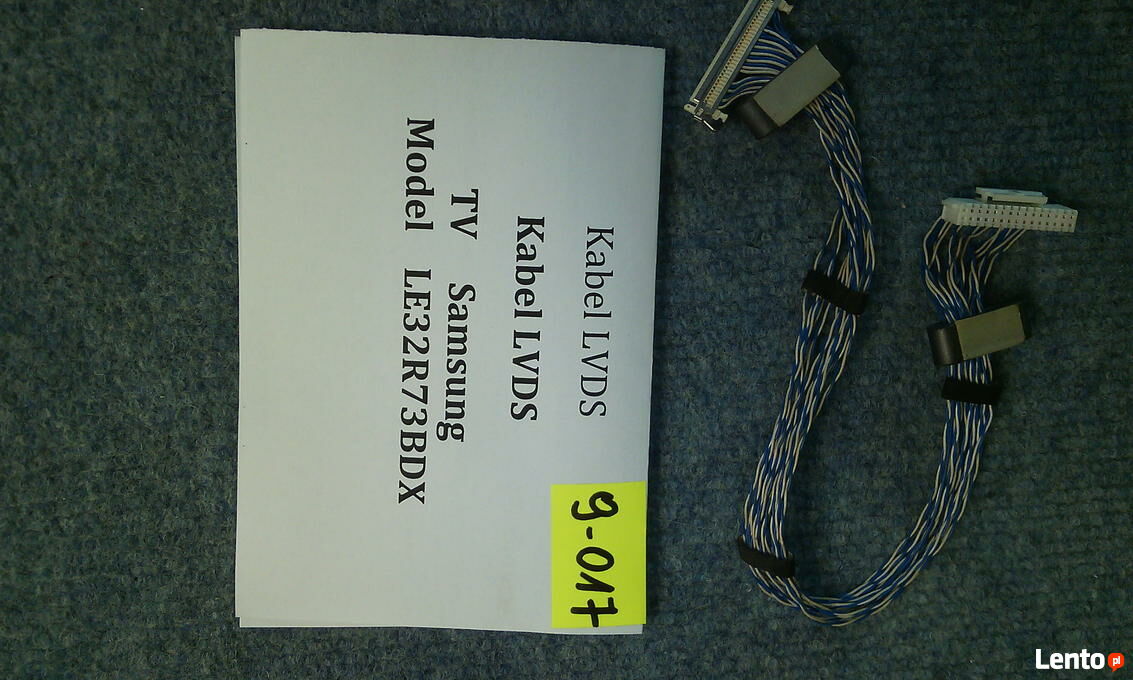 Kabel LVDS
Kabel LVDS
TV Samsung
Model LE32R73BDX
9-017
Lento pl